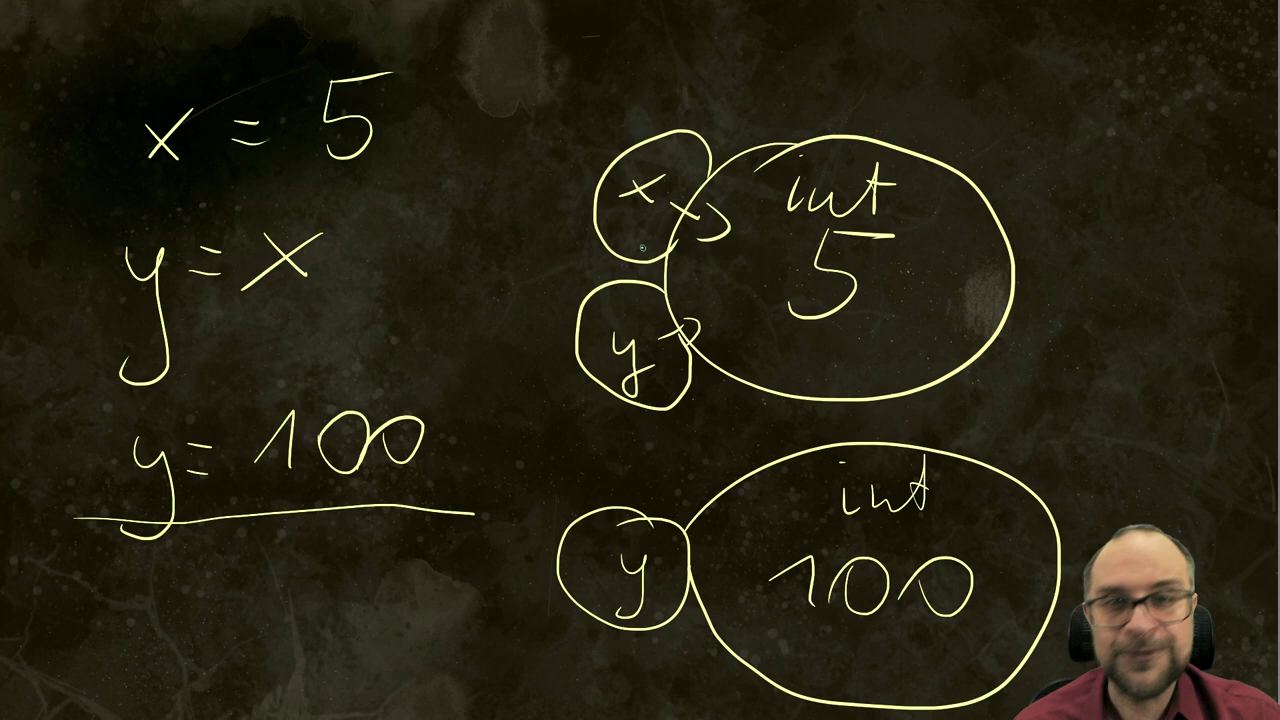 x = 5
y = x
y = 100
x
int
5
y
int
y
100